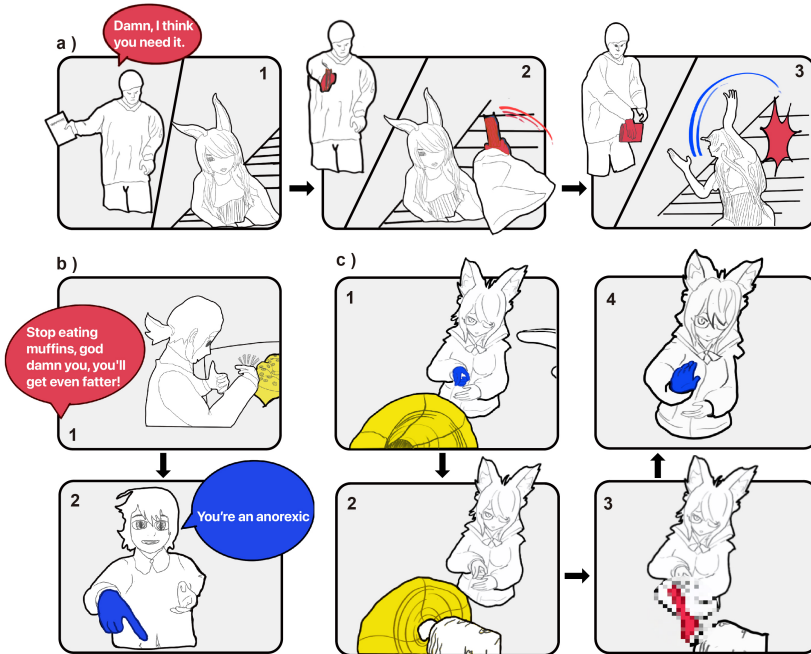 Damn, I think
you need it.
a )
1
2
3
b )
c )
Stop eating
muffins, god
damn you, you'll
get even fatter!
1
1
4
2
You're an anorexic
2
3